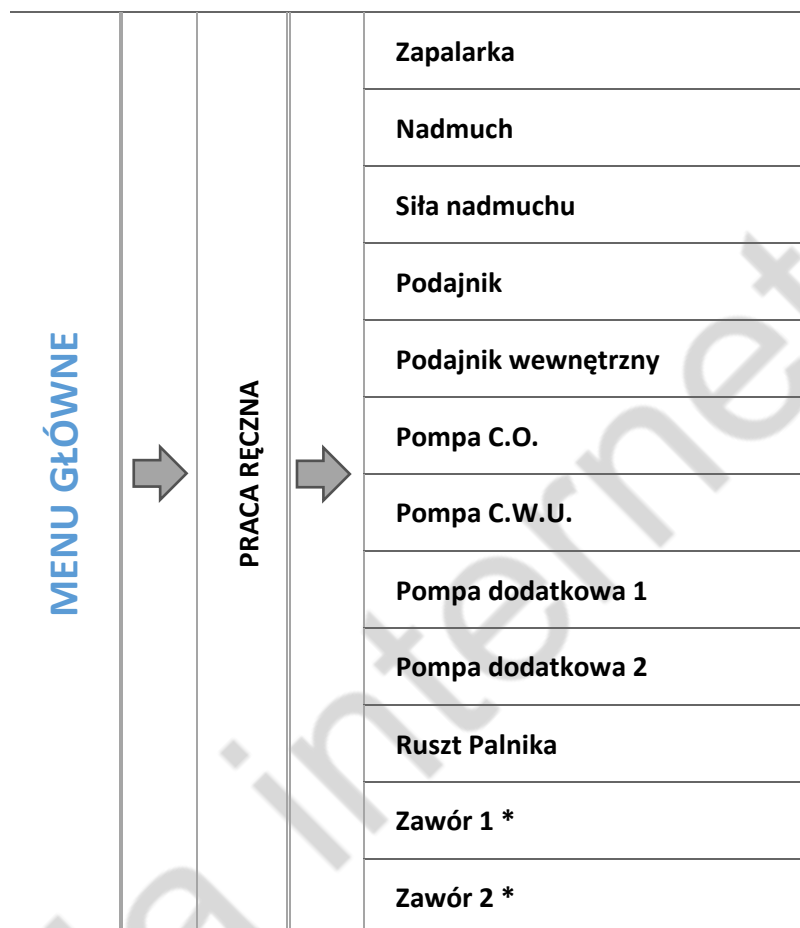 MENU GŁÓWNE
PRACA RĘCZNA
Zapalarka
Nadmuch
Siła nadmuchu
Podajnik
Podajnik wewnętrzny
Pompa C.O.
Pompa C.W.U.
Pompa dodatkowa 1
Pompa dodatkowa 2
Ruszt Palnika
Zawór 1 *
Zawór 2 *
internet